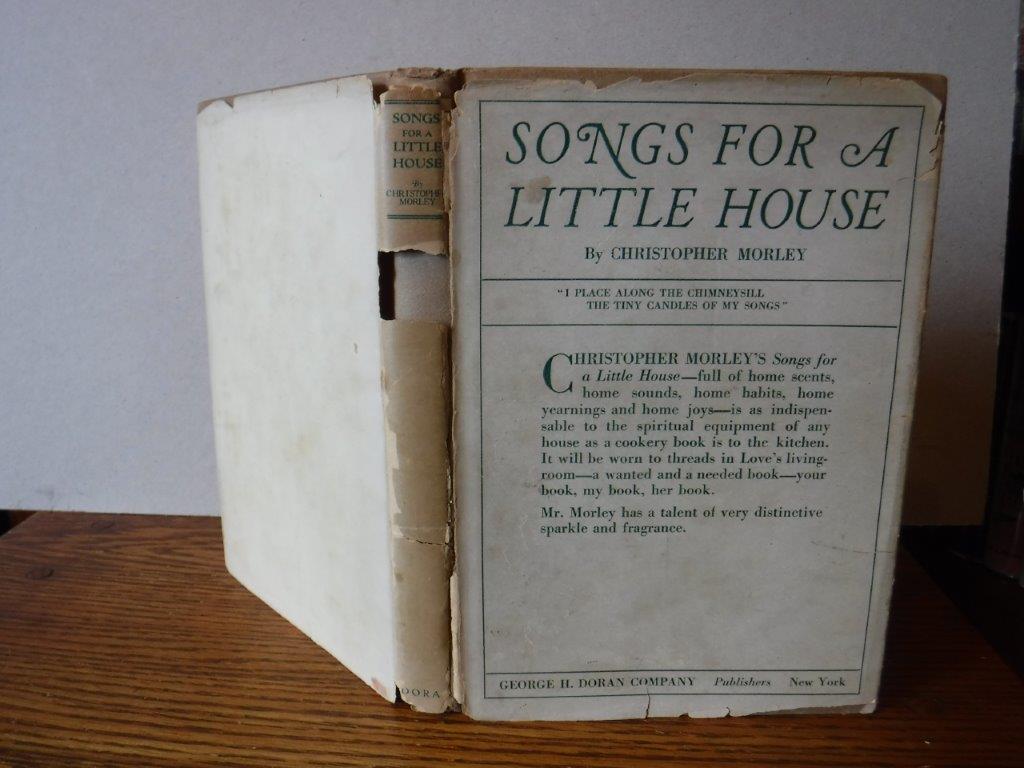 SONGS
FOR A
LITTLE
HOUSE
By
CHRISTOPHE
MORLEY
DORA
SONGS FOR A
LITTLE HOUSE
By CHRISTOPHER MORLEY
"I PLACE ALONG THE CHIMNEYSILL
THE TINY CANDLES OF MY SONGS"
CHRISTOPHER MORLEY'S Songs for
a Little House—full of home scents,
home sounds, home habits, home
yearnings and home joys—is as indispen-
sable to the spiritual equipment of any
house as a cookery book is to the kitchen.
It will be worn to threads in Love's living-
room—a wanted and a needed book—your
book, my book, her book.
Mr. Morley has a talent of very distinctive
sparkle and fragrance.
GEORGE H. DORAN COMPANY Publishers New York